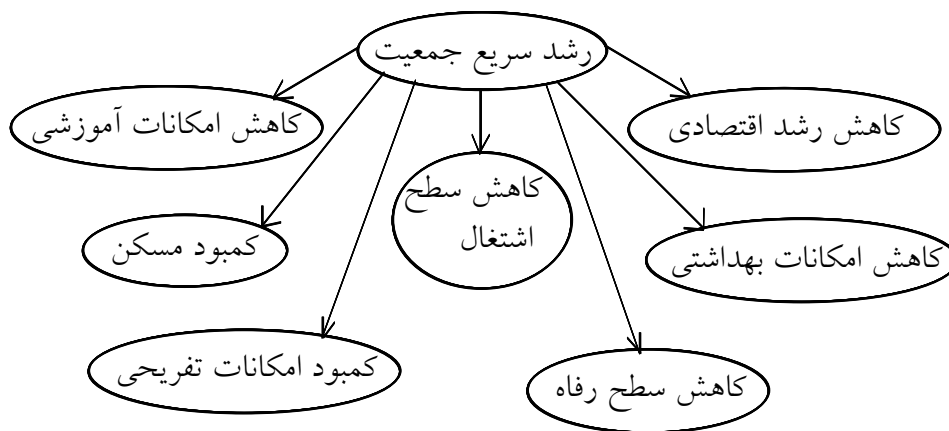 رشد سریع جمعیت
کاهش رشد اقتصادی
کاهش امکانات آموزشی
کاهش سطح
اشتغال
کاهش امکانات بهداشتی
کمبود مسکن
کاهش سطح رفاه
کمبود امکانات تفریحی